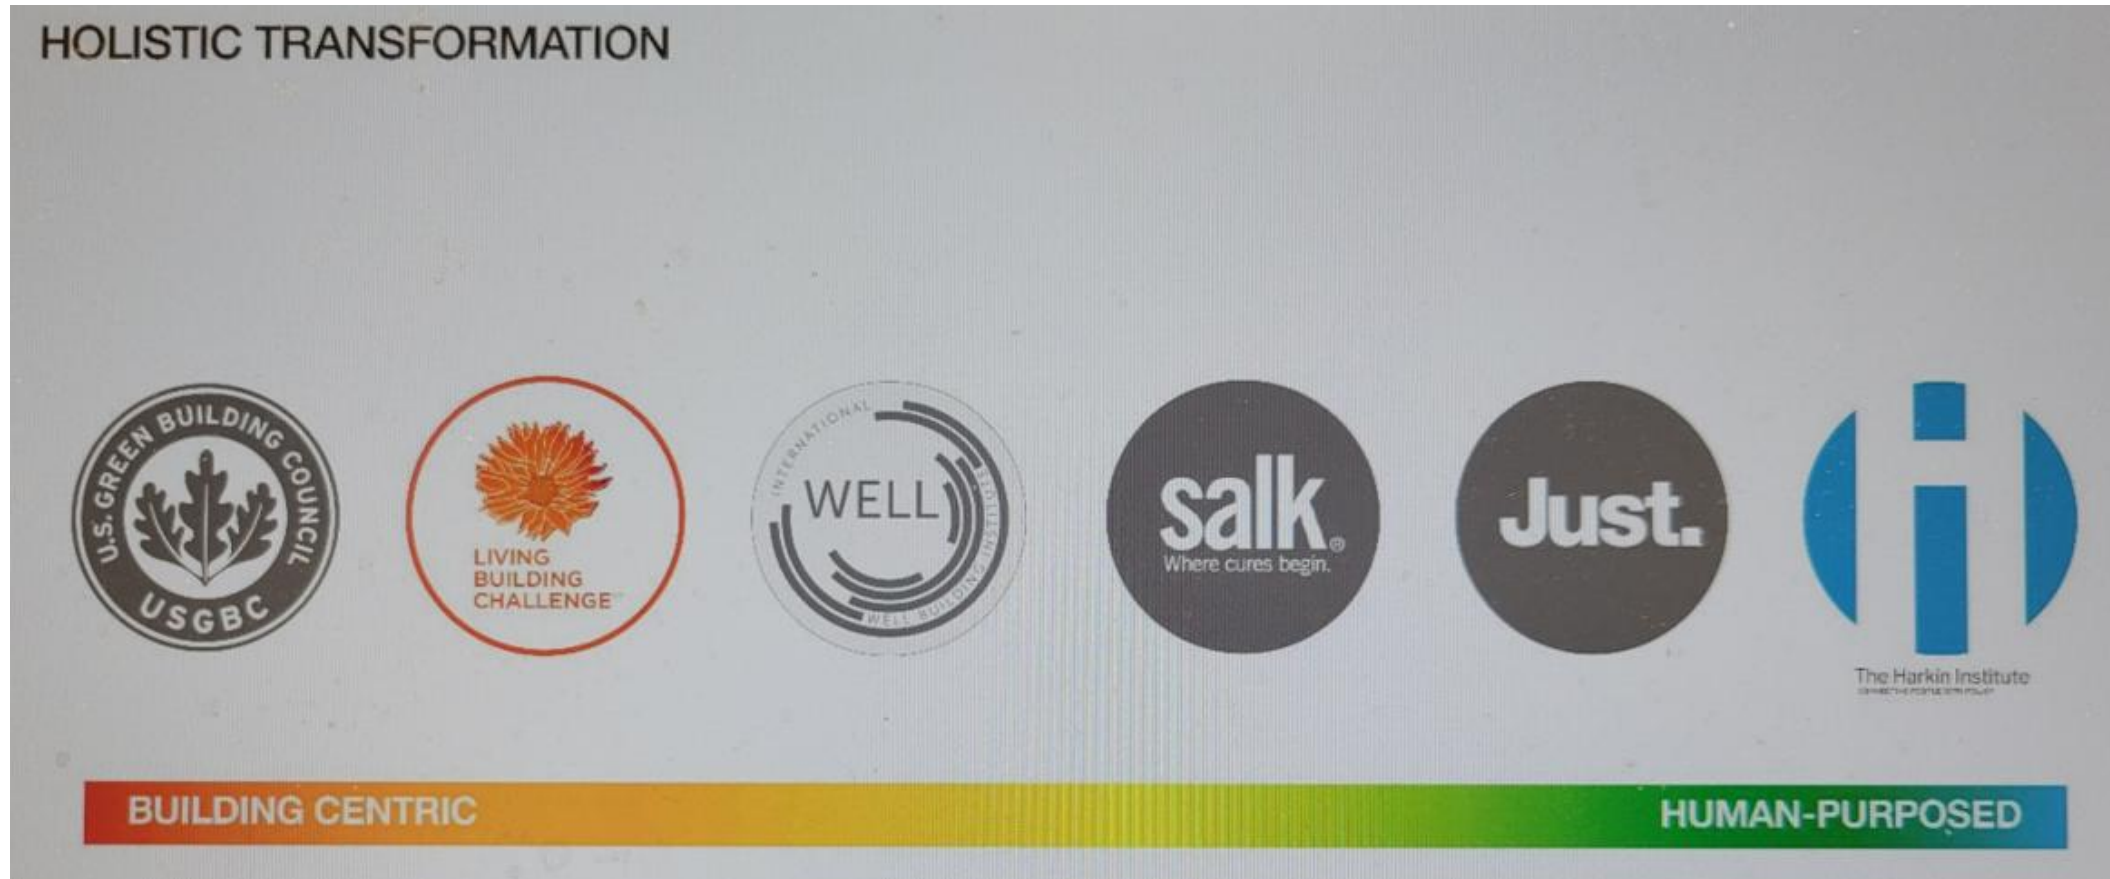 HOLISTIC TRANSFORMATION
U.S. GREEN BUILDING COUNCIL
USGBC
LIVING
BUILDING
CHALLENGE
INTERNATIONAL
WELL
WELL BUILDING INSTITUTE
salk®
Where cures begin.
Just.
The Harkin Institute
BUILDING CENTRIC
HUMAN-PURPOSED